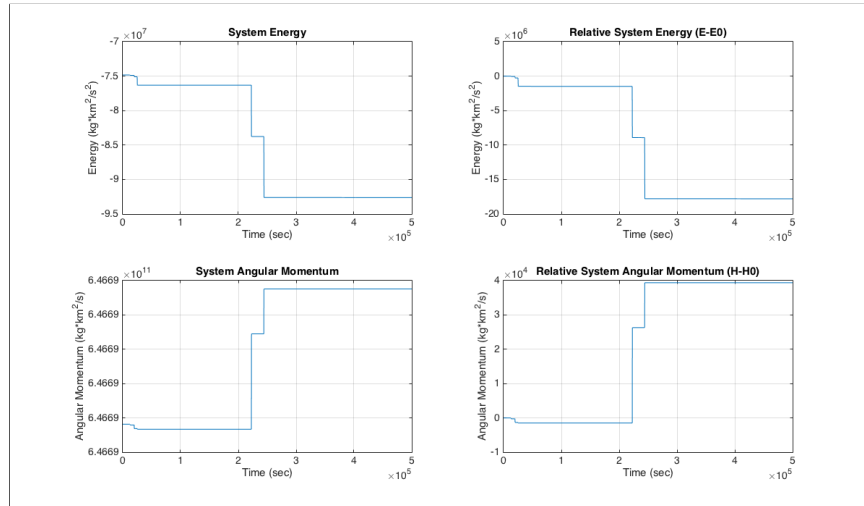 System Energy
×10^7
-7
-7.5
-8
-8.5
-9
-9.5
Energy (kg*km^2/s^2)
0 1 2 3 4 5
Time (sec)
×10^5
Relative System Energy (E-E0)
×10^6
5
0
-5
-10
-15
-20
Energy (kg*km^2/s^2)
0 1 2 3 4 5
Time (sec)
×10^5
System Angular Momentum
×10^11
6.4669
6.4669
6.4669
6.4669
6.4669
6.4669
Angular Momentum (kg*km^2/s)
0 1 2 3 4 5
Time (sec)
×10^5
Relative System Angular Momentum (H-H0)
×10^4
4
3
2
1
0
-1
Angular Momentum (kg*km^2/s)
0 1 2 3 4 5
Time (sec)
×10^5